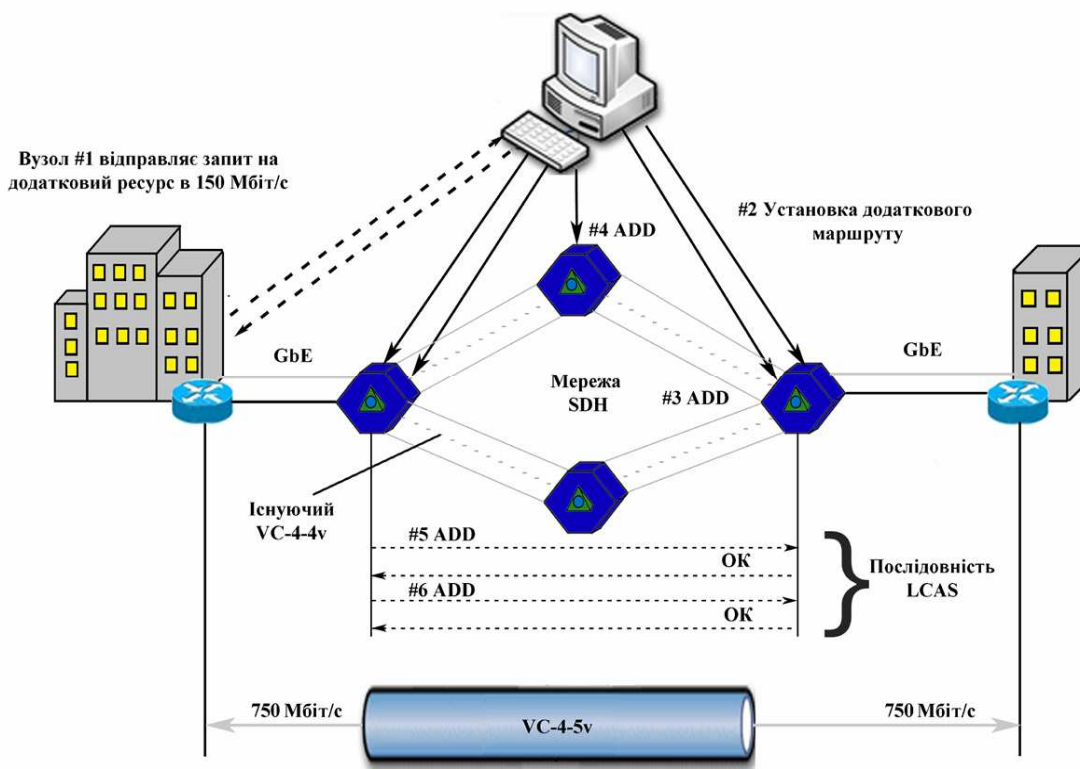 Вузол #1 відправляє запит на
додатковий ресурс в 150 Мбіт/с
#2 Установка додаткового
маршруту
#4 ADD
GbE
GbE
Мережа
SDH
#3 ADD
Існуючий
VC-4-4v
#5 ADD
OK
#6 ADD
OK
Послідовність
LCAS
750 Мбіт/с
VC-4-5v
750 Мбіт/с